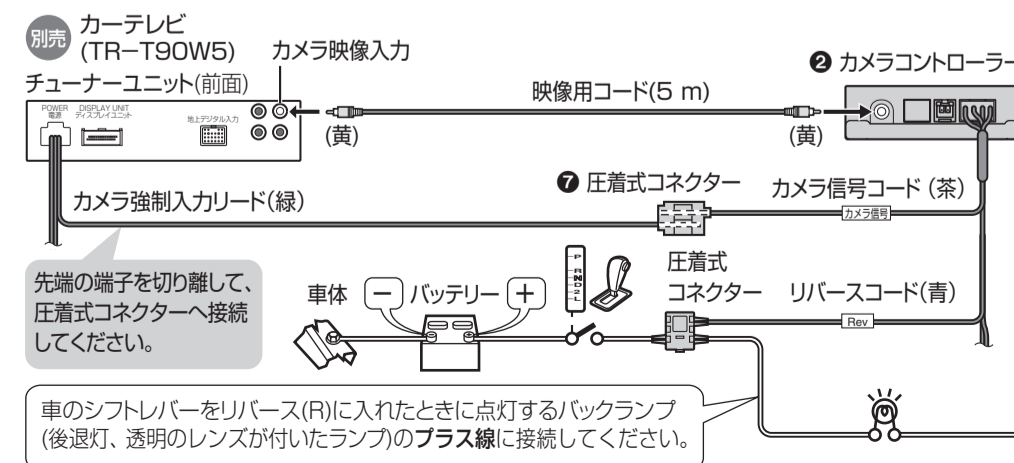 別売
カーテレビ
(TR−T90W5)
カメラ映像入力
❷ カメラコントローラー
チューナーユニット(前面)
映像用コード(5 m)
POWER
電源
DISPLAY UNIT
ディスプレイユニット
地上デジタル入力
(黄)
(黄)
❼ 圧着式コネクター
カメラ信号コード (茶)
カメラ強制入力リード(緑)
カメラ信号
先端の端子を切り離して、
圧着式コネクターへ接続
してください。
圧着式
コネクター
リバースコード(青)
車体
−
バッテリー
+
P
R
N
D
2
L
Rev
車のシフトレバーをリバース(R)に入れたときに点灯するバックランプ
(後退灯、透明のレンズが付いたランプ)のプラス線に接続してください。